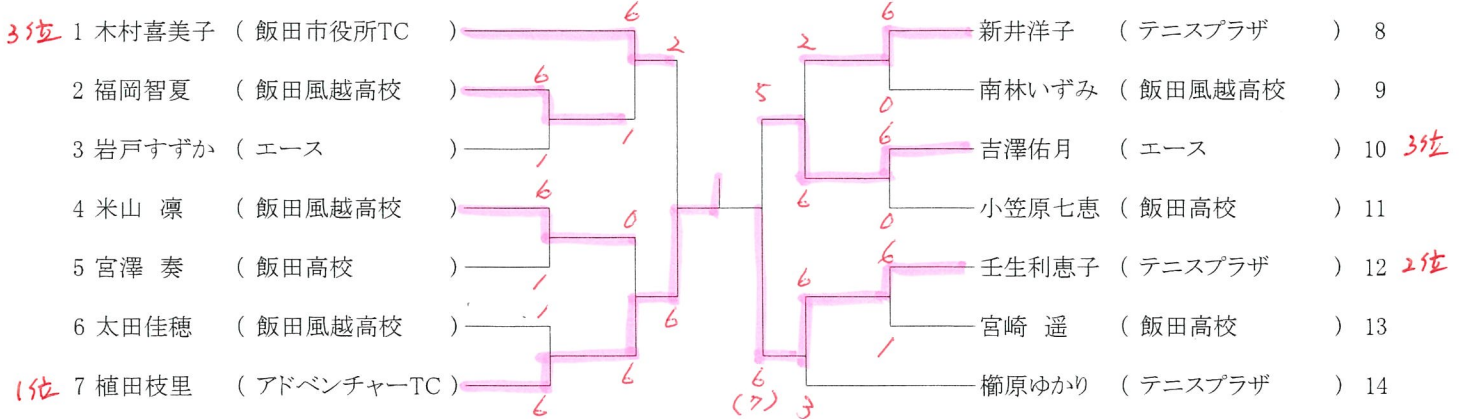 6 6
3位 1 木村喜美子 ( 飯田市役所TC ) 2 2 新井洋子 ( テニスプラザ ) 8
2 福岡智夏 ( 飯田風越高校 ) 6 5 南林いずみ ( 飯田風越高校 ) 9
1 0
3 岩戸すずか ( エース ) 1 6 吉澤佑月 ( エース ) 10 3位
4 米山 凛 ( 飯田風越高校 ) 6 0 6 0 小笠原七恵 ( 飯田高校 ) 11
5 宮澤 奏 ( 飯田高校 ) 1 6 6 壬生利恵子 ( テニスプラザ ) 12 2位
6 太田佳穂 ( 飯田風越高校 ) 1 6 1 宮崎 遥 ( 飯田高校 ) 13
1位 7 植田枝里 ( アドベンチャーTC ) 6 6 6 (7) 3 櫛原ゆかり ( テニスプラザ ) 14